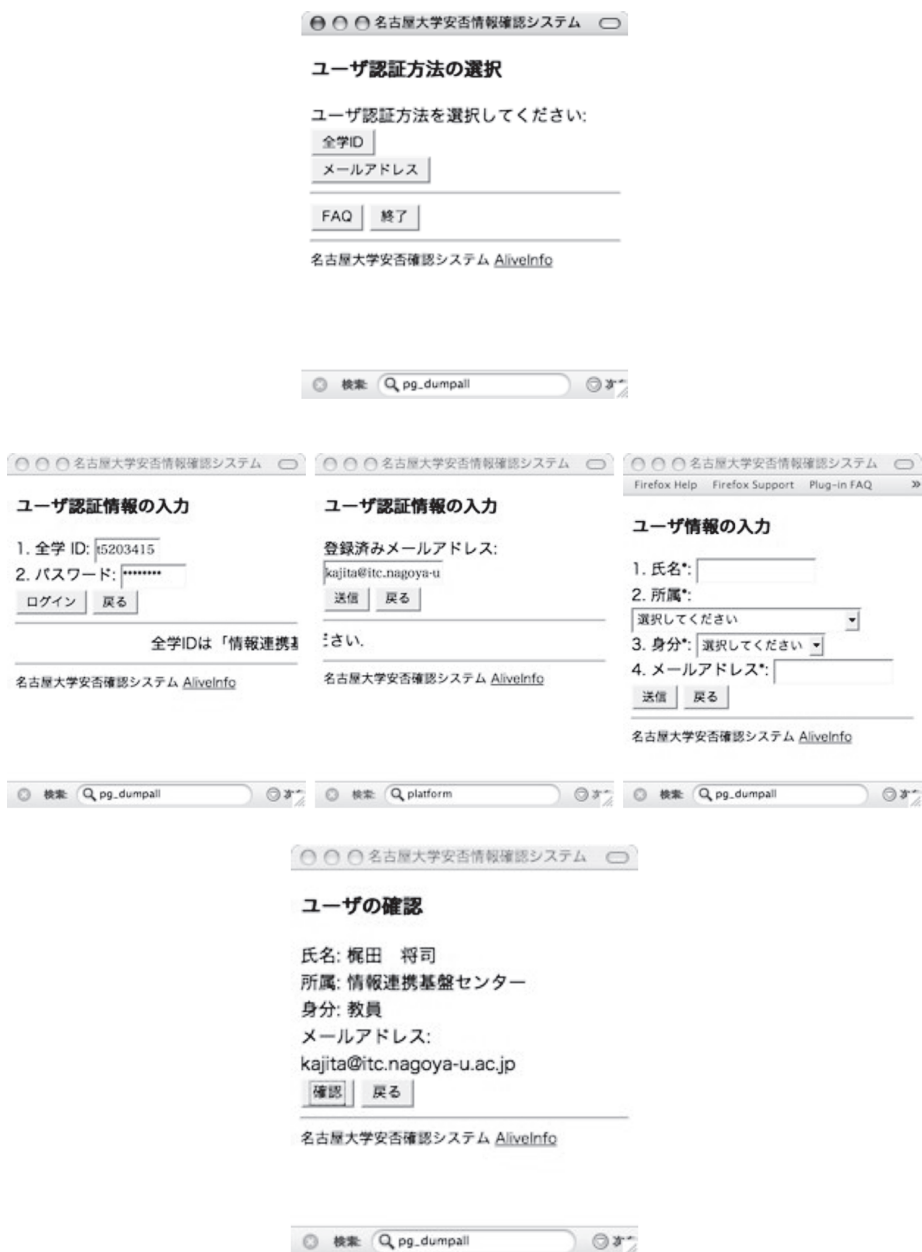 名古屋大学安否情報確認システム
ユーザ認証方法の選択
ユーザ認証方法を選択してください:
全学ID
メールアドレス
FAQ 終了
名古屋大学安否確認システム AliveInfo
検索: pg_dumpall
名古屋大学安否情報確認システム
ユーザ認証情報の入力
1. 全学 ID: t5203415
2. パスワード: ********
ログイン 戻る
全学IDは「情報連携基
名古屋大学安否確認システム AliveInfo
検索: pg_dumpall
名古屋大学安否情報確認システム
ユーザ認証情報の入力
登録済みメールアドレス:
kajita@itc.nagoya-u
送信 戻る
さい.
名古屋大学安否確認システム AliveInfo
検索: platform
名古屋大学安否情報確認システム
Firefox Help Firefox Support Plug-in FAQ »
ユーザ情報の入力
1. 氏名*:
2. 所属*:
選択してください
3. 身分*: 選択してください
4. メールアドレス*:
送信 戻る
名古屋大学安否確認システム AliveInfo
検索: pg_dumpall
名古屋大学安否情報確認システム
ユーザの確認
氏名: 梶田　将司
所属: 情報連携基盤センター
身分: 教員
メールアドレス:
kajita@itc.nagoya-u.ac.jp
確認 戻る
名古屋大学安否確認システム AliveInfo
検索: pg_dumpall